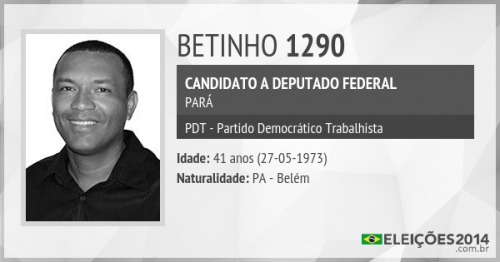 BETINHO 1290
CANDIDATO A DEPUTADO FEDERAL
PARÁ
PDT - Partido Democrático Trabalhista
Idade: 41 anos (27-05-1973)
Naturalidade: PA - Belém
ELEIÇÕES2014
.com.br